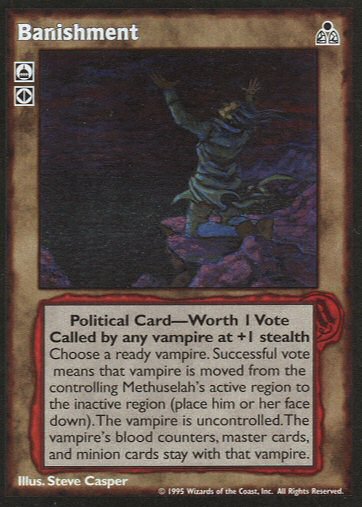 Banishment
Political Card—Worth 1 Vote
Called by any vampire at +1 stealth
Choose a ready vampire. Successful vote
means that vampire is moved from the
controlling Methuselah's active region to
the inactive region (place him or her face
down).The vampire is uncontrolled.The
vampire's blood counters, master cards,
and minion cards stay with that vampire.
Illus. Steve Casper
© 1995 Wizards of the Coast, Inc. All Rights Reserved.